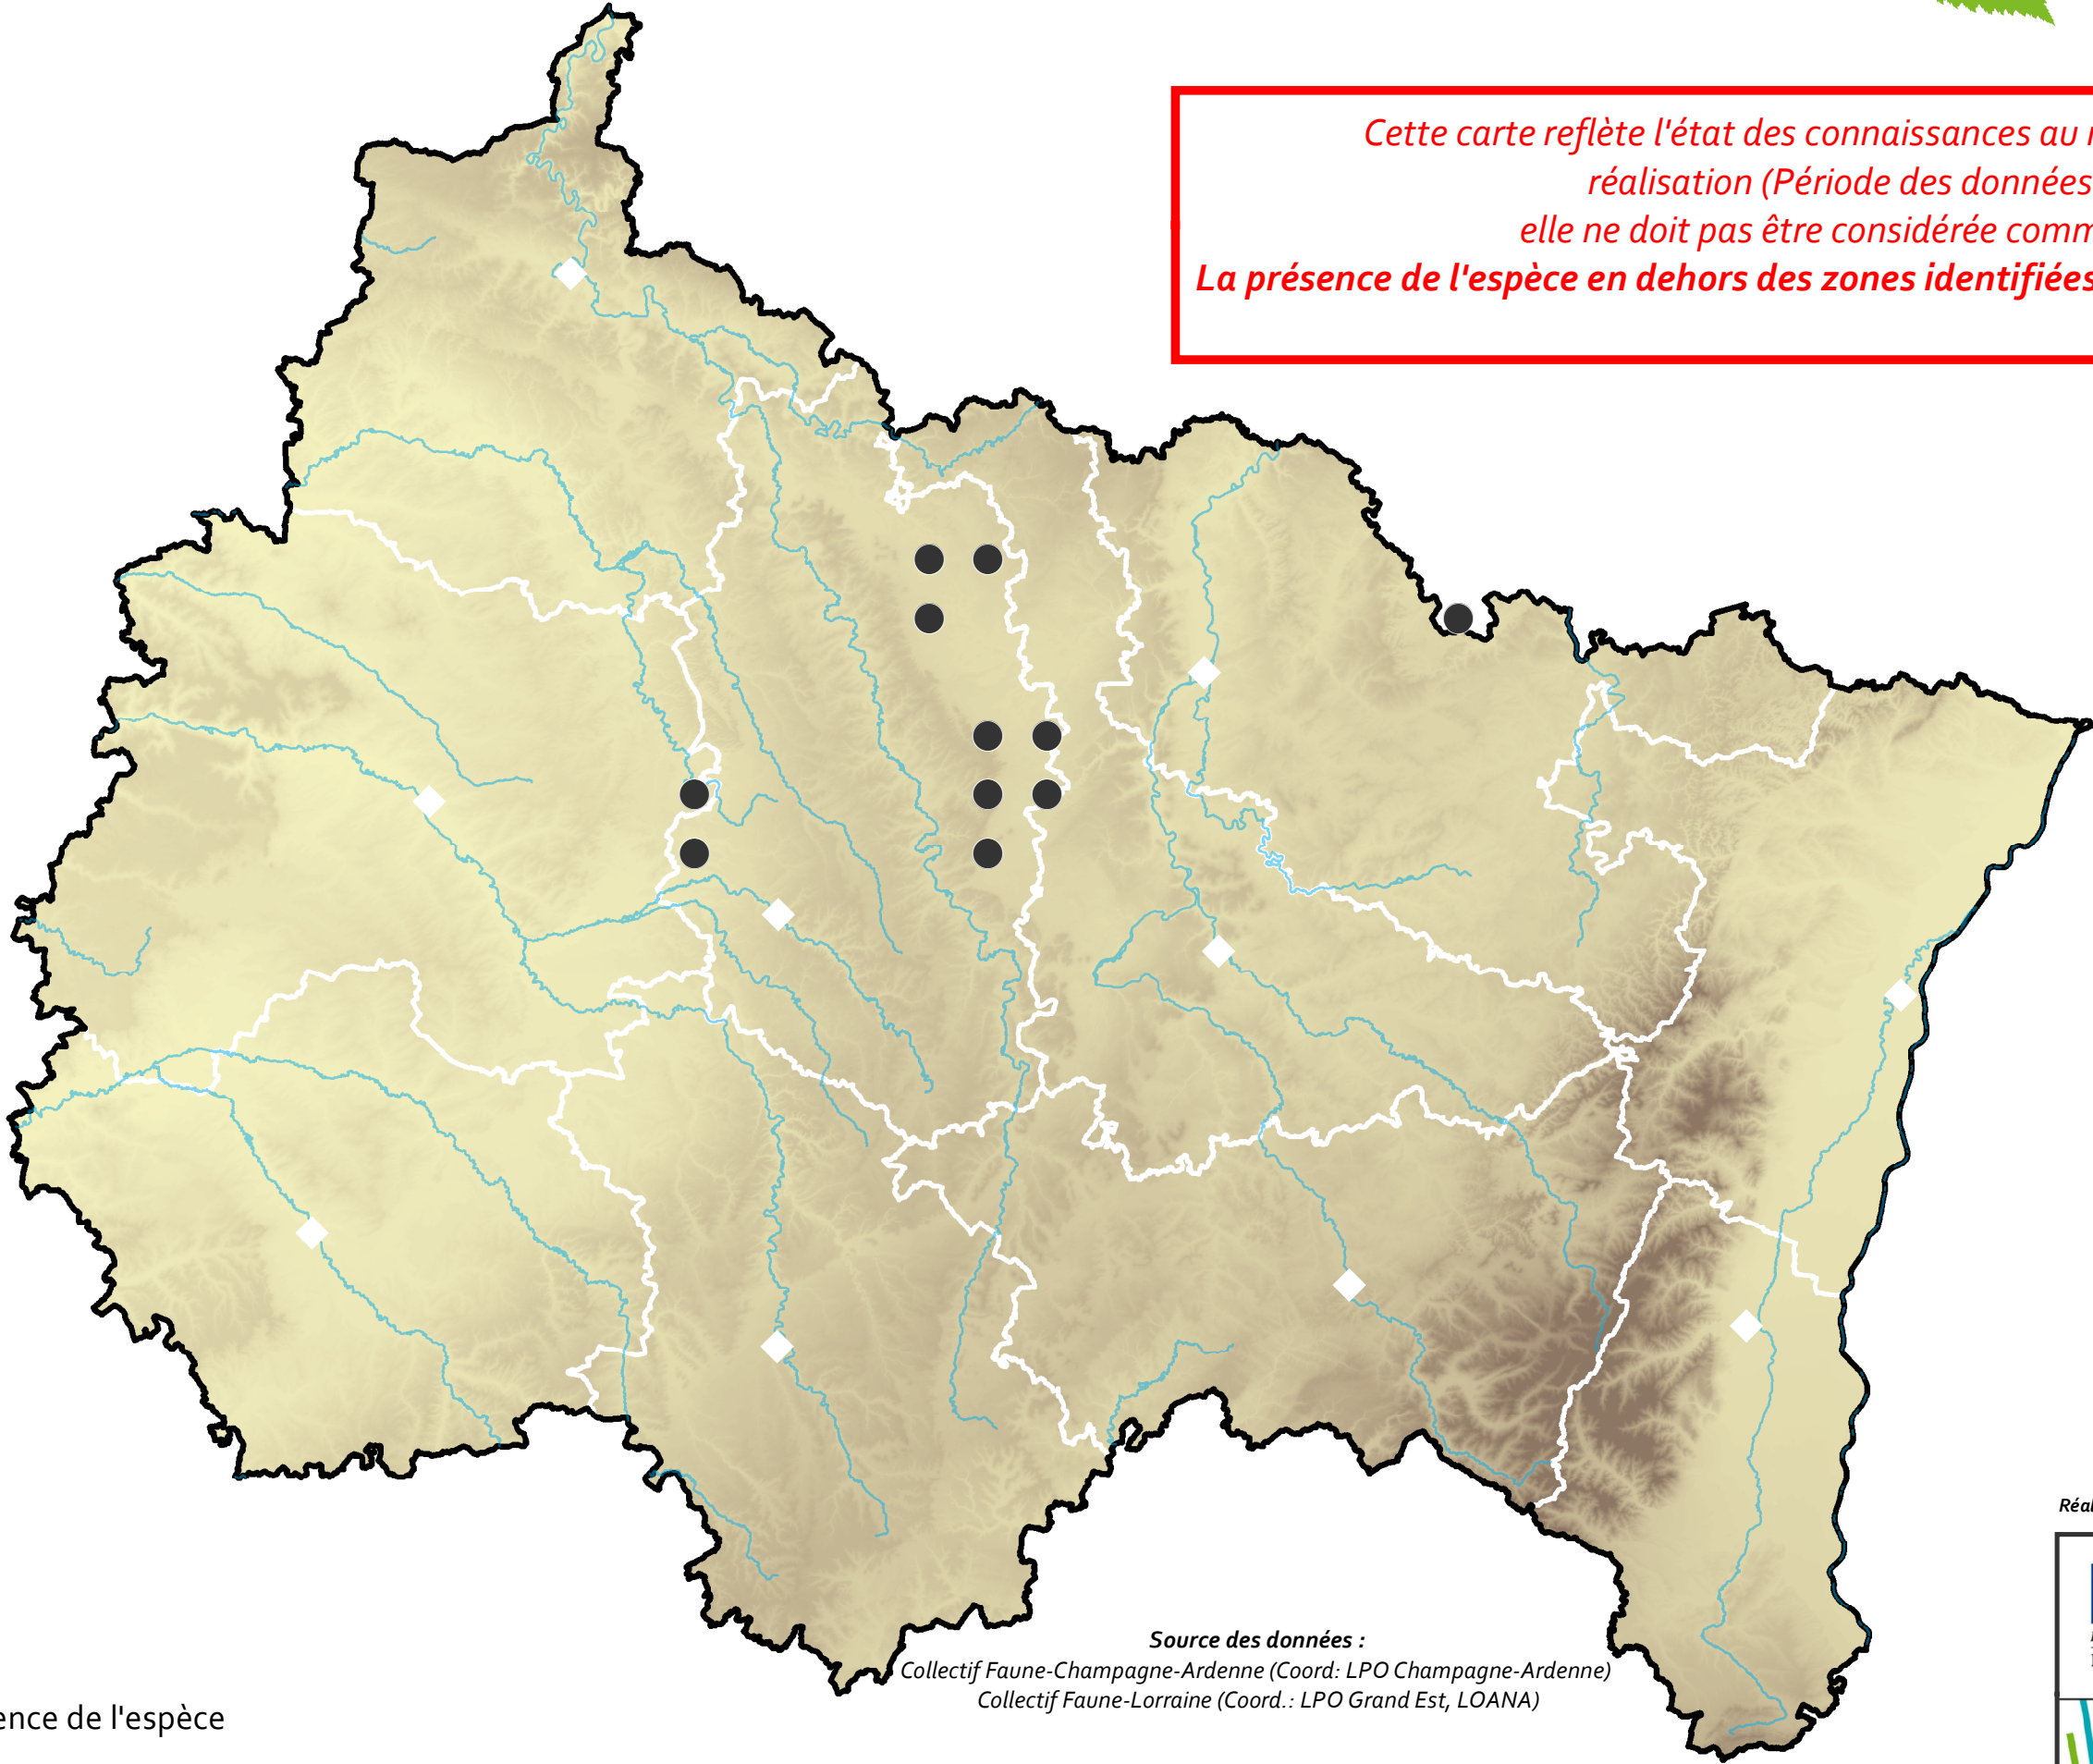 Cette carte reflète l'état des connaissances au
réalisation (Période des données
elle ne doit pas être considérée
La présence de l'espèce en dehors des zones identifiées
Source des données :
Collectif Faune-Champagne-Ardenne (Coord: LPO Champagne-Ardenne)
Collectif Faune-Lorraine (Coord.: LPO Grand Est, LOANA)
de l'espèce